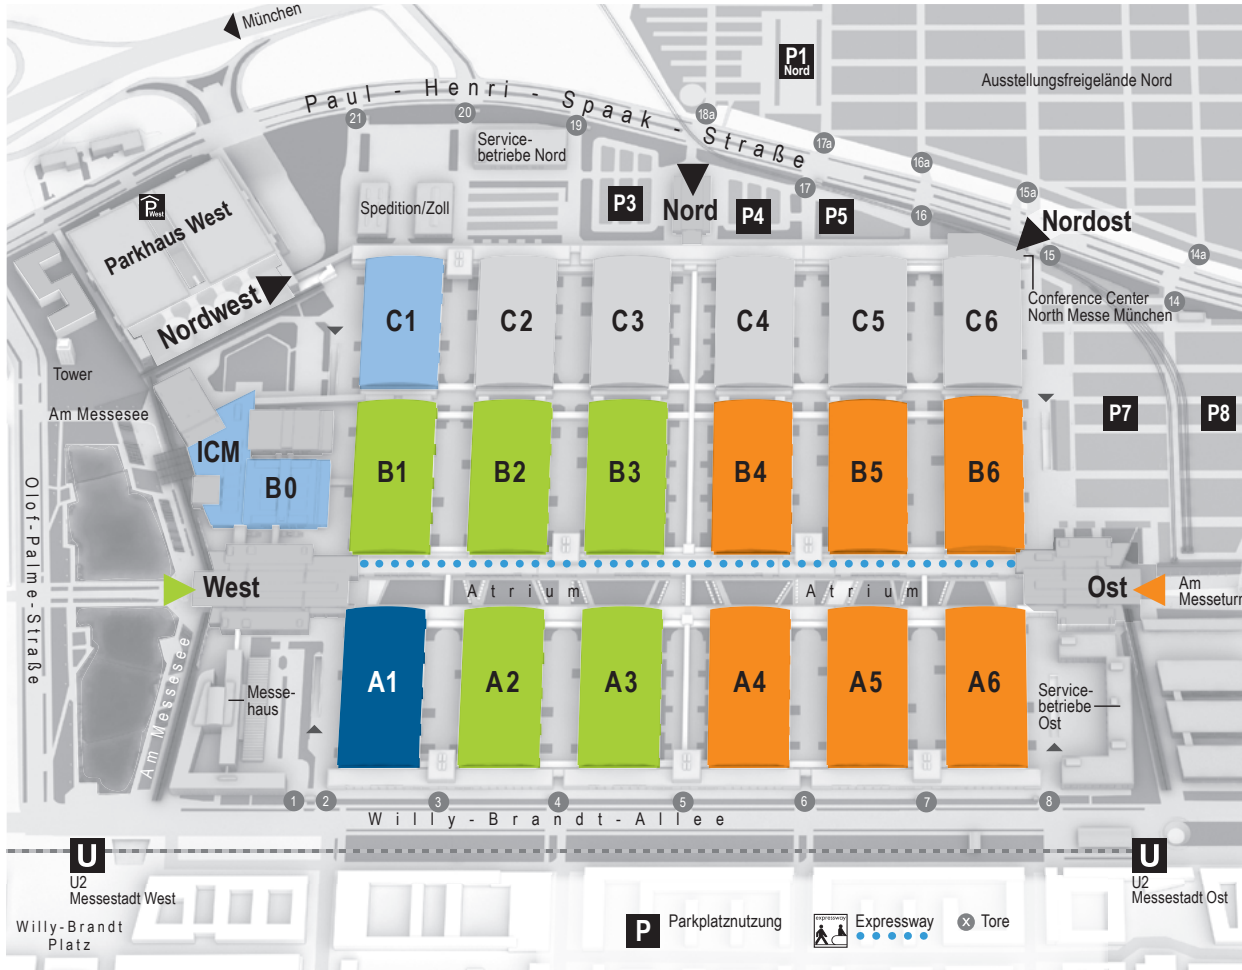 München
P1
Nord
Ausstellungsfreigelände Nord
Paul-Henri-Spaak-Straße
21
20
19
18a
17a
16a
15a
14a
17
16
15
14
Service-
betriebe Nord
Spedition/Zoll
P
West
Parkhaus West
P3
Nord
P4
P5
Nordost
Nordwest
Conference Center
North Messe München
C1
C2
C3
C4
C5
C6
Tower
Am Messesee
P7
P8
ICM
B0
B1
B2
B3
B4
B5
B6
Olof-Palme-Straße
West
Atrium
Atrium
Ost
Am
Messeturm
Am Messesee
Messe-
haus
A1
A2
A3
A4
A5
A6
Service-
betriebe
Ost
1
2
3
4
5
6
7
8
Willy-Brandt-Allee
U
U2
Messestadt West
U
U2
Messestadt Ost
Willy-Brandt
Platz
P
Parkplatznutzung
expressway
Expressway
x
Tore